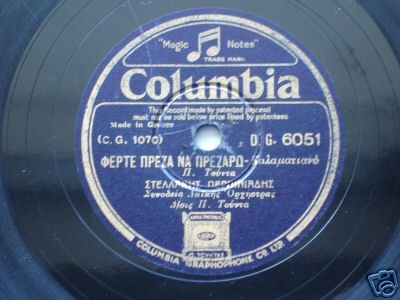 "Magic Notes"
TRADE MARK
Columbia
(This Record made by patented process)
must not be sold below price fixed by patentees
Made in Greece
(C. G. 1070)
D.G. 6051
ΦΕΡΤΕ ΠΡΕΖΑ ΝΑ ΠΡΕΖΑΡΩ - Καλαματιανό
Π. Τούντα
ΣΤΕΛΛΑΚΗΣ ΠΕΡΠΙΝΙΑΔΗΣ
Συνοδεία Λαϊκής Ορχήστρας
Δ)σις Π. Τούντα
COLUMBIA GRAPHOPHONE CO. LTD